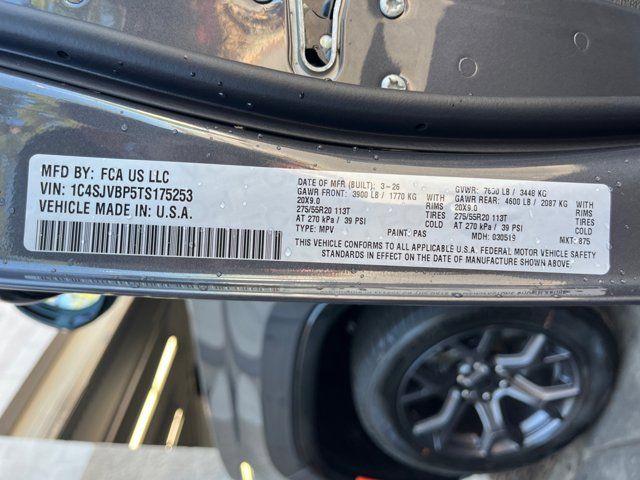 MFD BY: FCA US LLC
VIN: 1C4SJVBP5TS175253
VEHICLE MADE IN: U.S.A.
DATE OF MFR (BUILT): 3-26 GVWR: 7600 LB / 3448 KG
GAWR FRONT: 3900 LB / 1770 KG WITH GAWR REAR: 4600 LB / 2087 KG WITH
20X9.0 RIMS 20X9.0 RIMS
275/55R20 113T TIRES 275/55R20 113T TIRES
AT 270 kPa / 39 PSI COLD AT 270 kPa / 39 PSI COLD
TYPE: MPV PAINT: PAS MDH: 030519 NKT: 875
THIS VEHICLE CONFORMS TO ALL APPLICABLE U.S.A. FEDERAL MOTOR VEHICLE SAFETY
STANDARDS IN EFFECT ON THE DATE OF MANUFACTURE SHOWN ABOVE.